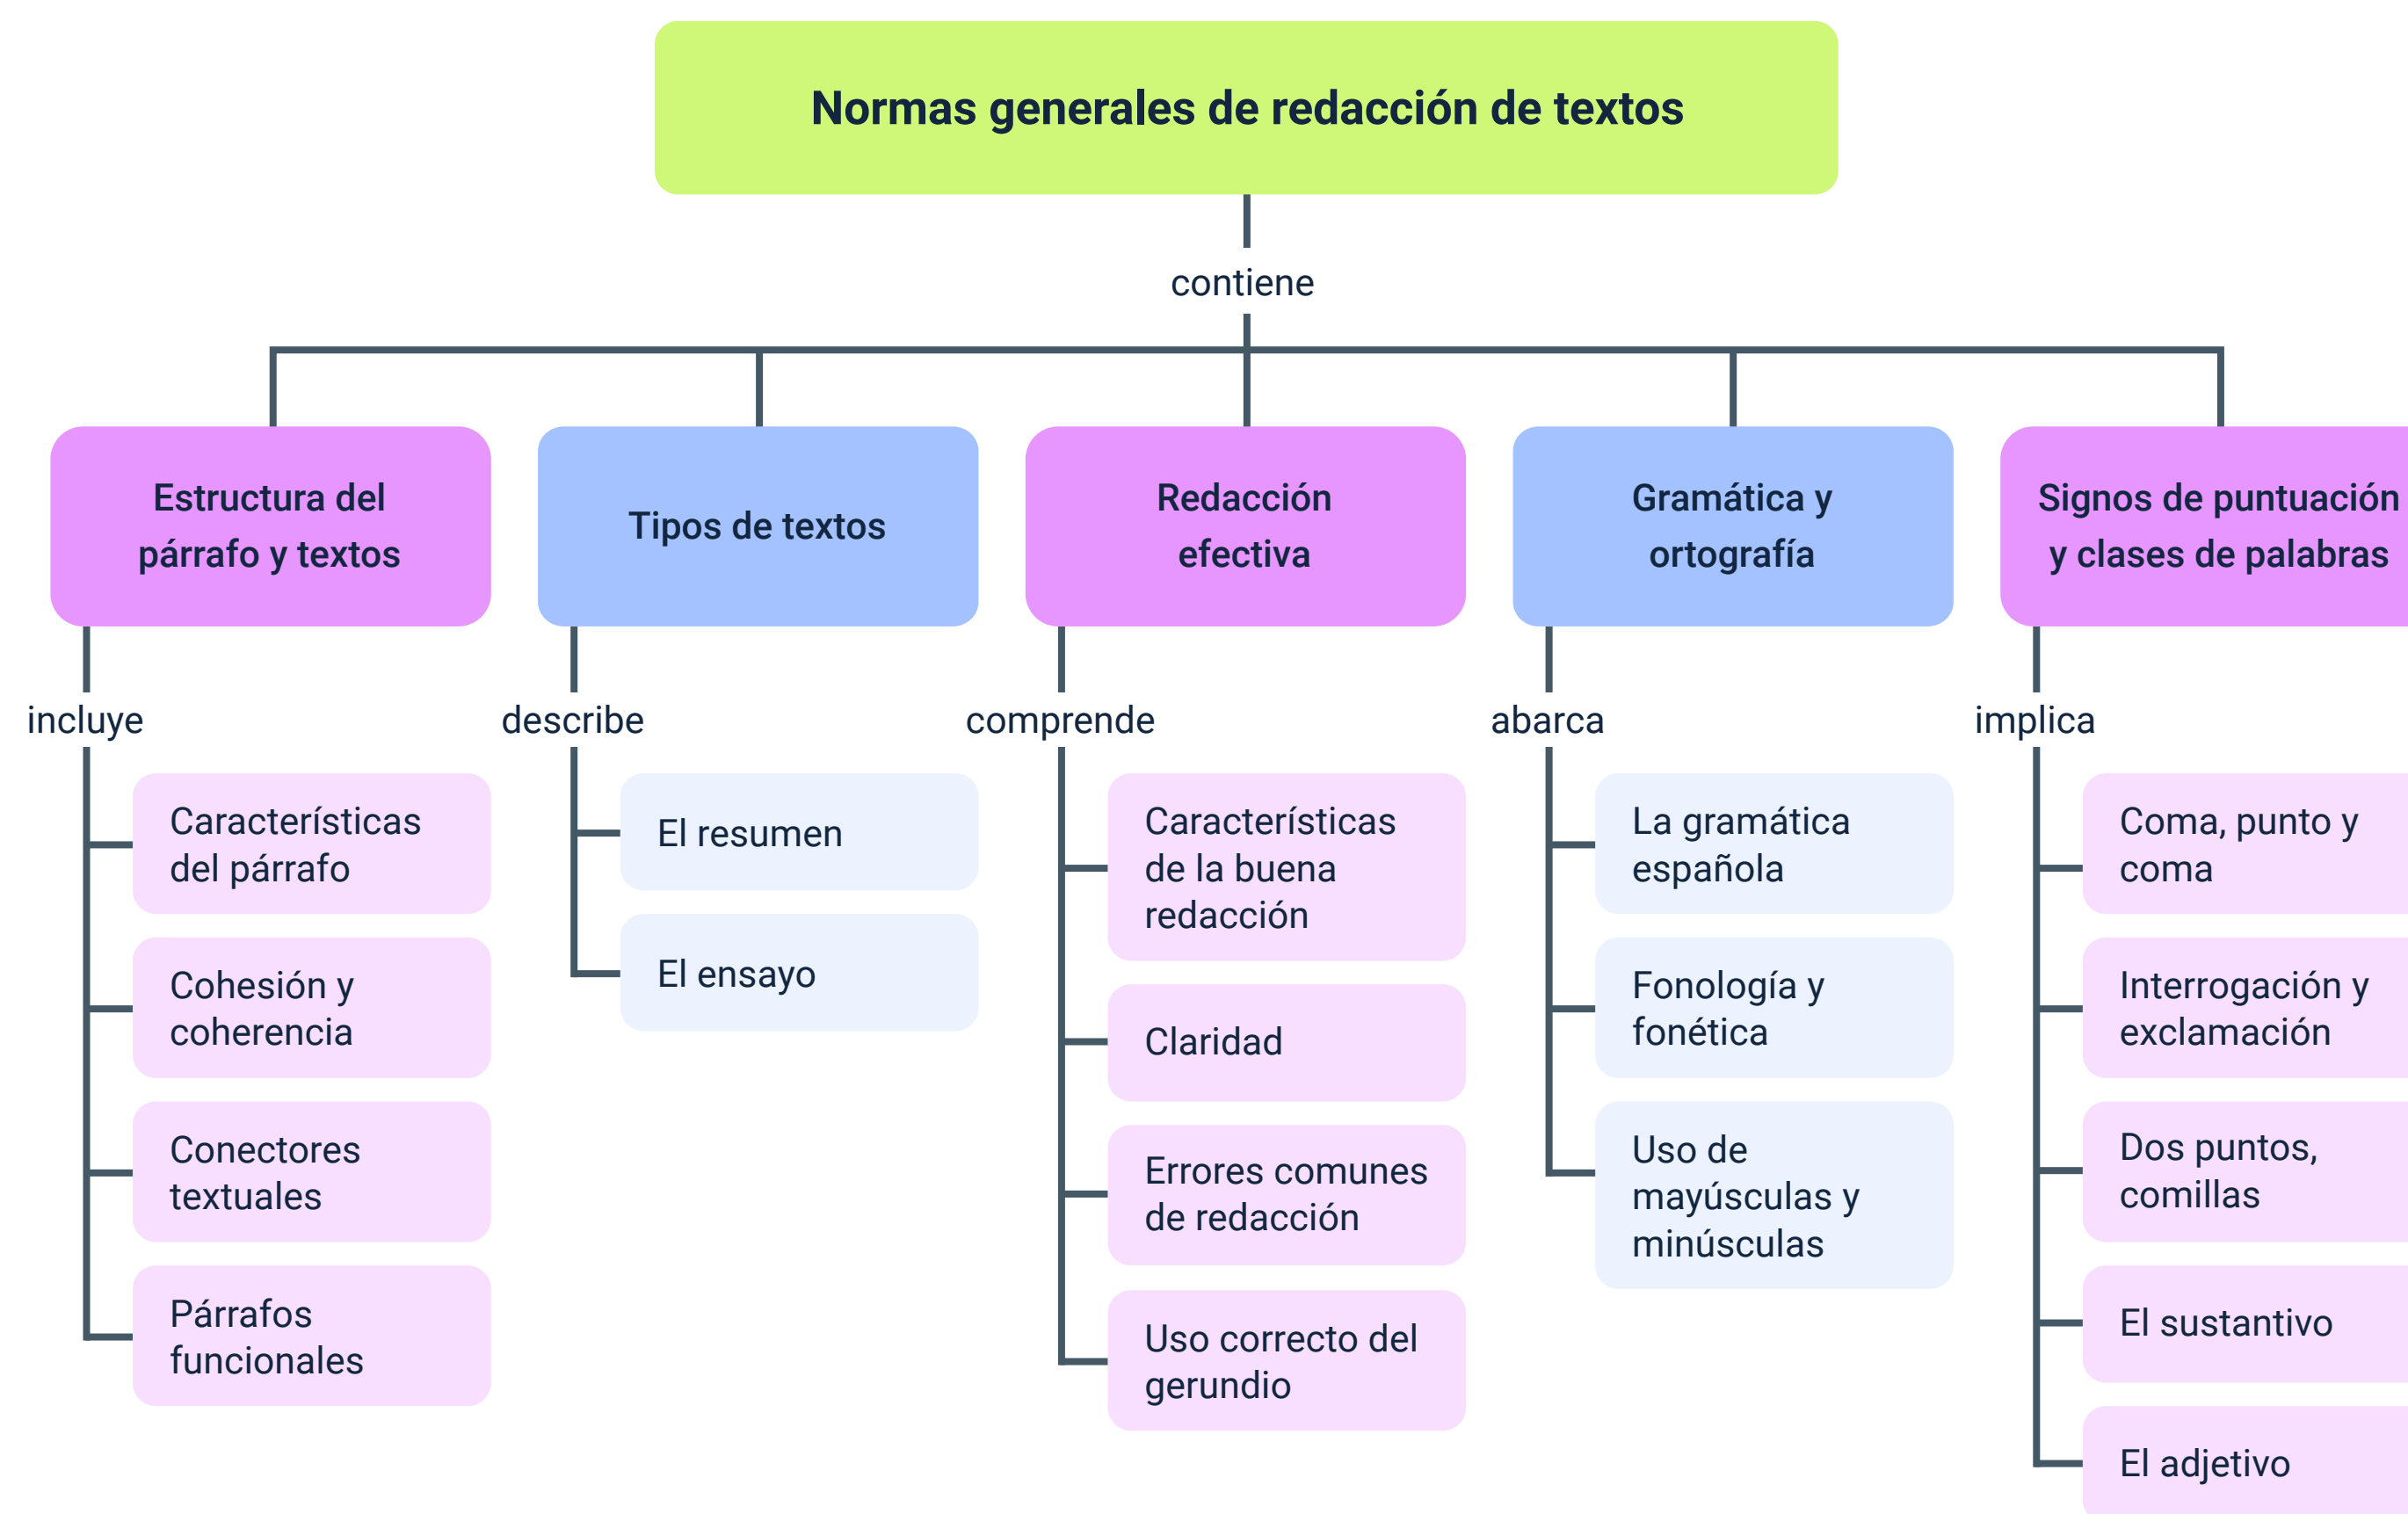 Normas generales de redacción de textos
contiene
Estructura del
párrafo y textos
incluye
Características
del párrafo
Cohesión y
coherencia
Conectores
textuales
Párrafos
funcionales
Tipos de textos
describe
El resumen
El ensayo
Redacción
efectiva
comprende
Características
de la buena
redacción
Claridad
Errores comunes
de redacción
Uso correcto del
gerundio
Gramática y
ortografía
abarca
La gramática
española
Fonología y
fonética
Uso de
mayúsculas y
minúsculas
Signos de puntuación
y clases de palabras
implica
Coma, punto y
coma
Interrogación y
exclamación
Dos puntos,
comillas
El sustantivo
El adjetivo